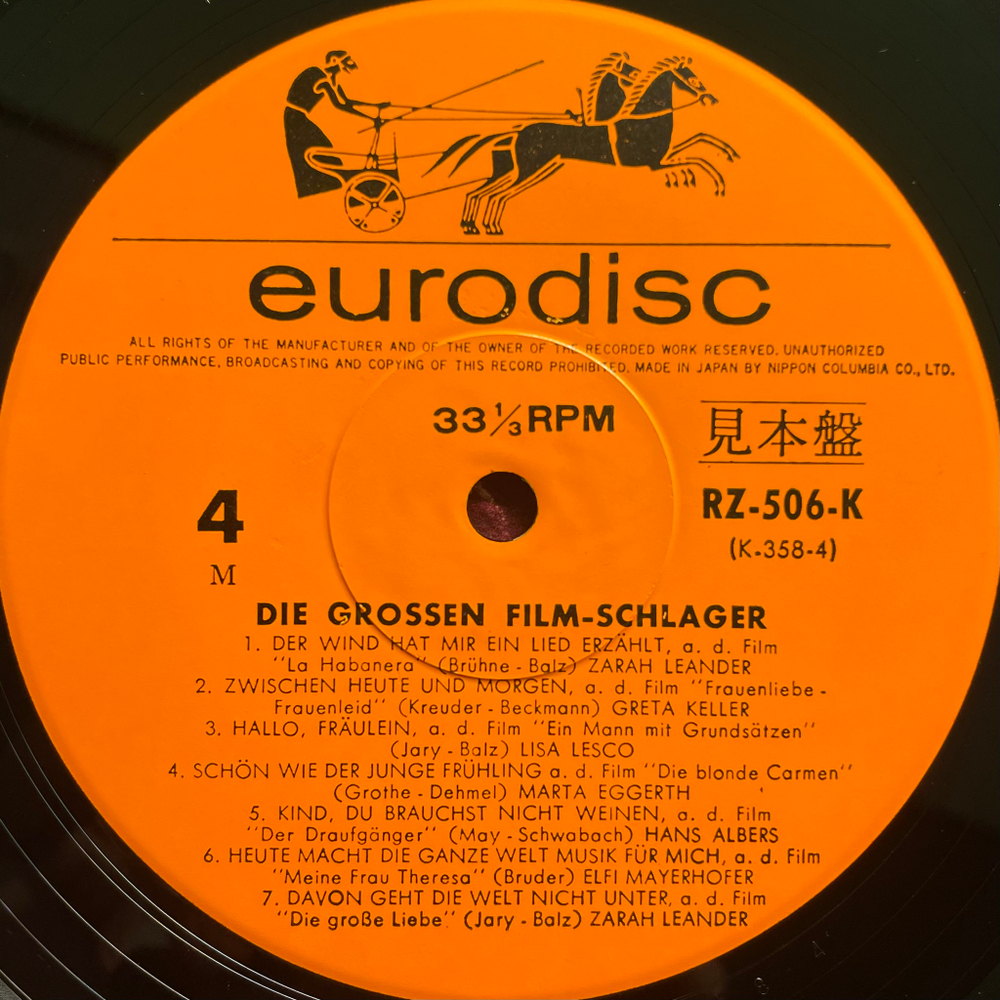 eurodisc
ALL RIGHTS OF THE MANUFACTURER AND OF THE OWNER OF THE RECORDED WORK RESERVED. UNAUTHORIZED
PUBLIC PERFORMANCE, BROADCASTING AND COPYING OF THIS RECORD PROHIBITED. MADE IN JAPAN BY NIPPON COLUMBIA CO., LTD.
33 1/3 RPM
見本盤
4
RZ-506-K
M
(K-358-4)
DIE GROSSEN FILM-SCHLAGER
1. DER WIND HAT MIR EIN LIED ERZÄHLT, a. d. Film
"La Habanera" (Brühne - Balz) ZARAH LEANDER
2. ZWISCHEN HEUTE UND MORGEN, a. d. Film "Frauenliebe -
Frauenleid" (Kreuder - Beckmann) GRETA KELLER
3. HALLO, FRÄULEIN, a. d. Film "Ein Mann mit Grundsätzen"
(Jary - Balz) LISA LESCO
4. SCHÖN WIE DER JUNGE FRÜHLING a. d. Film "Die blonde Carmen"
(Grothe - Dehmel) MARTA EGGERTH
5. KIND, DU BRAUCHST NICHT WEINEN, a. d. Film
"Der Draufgänger" (May - Schwabach) HANS ALBERS
6. HEUTE MACHT DIE GANZE WELT MUSIK FÜR MICH, a. d. Film
"Meine Frau Theresa" (Bruder) ELFI MAYERHOFER
7. DAVON GEHT DIE WELT NICHT UNTER, a. d. Film
"Die große Liebe" (Jary - Balz) ZARAH LEANDER